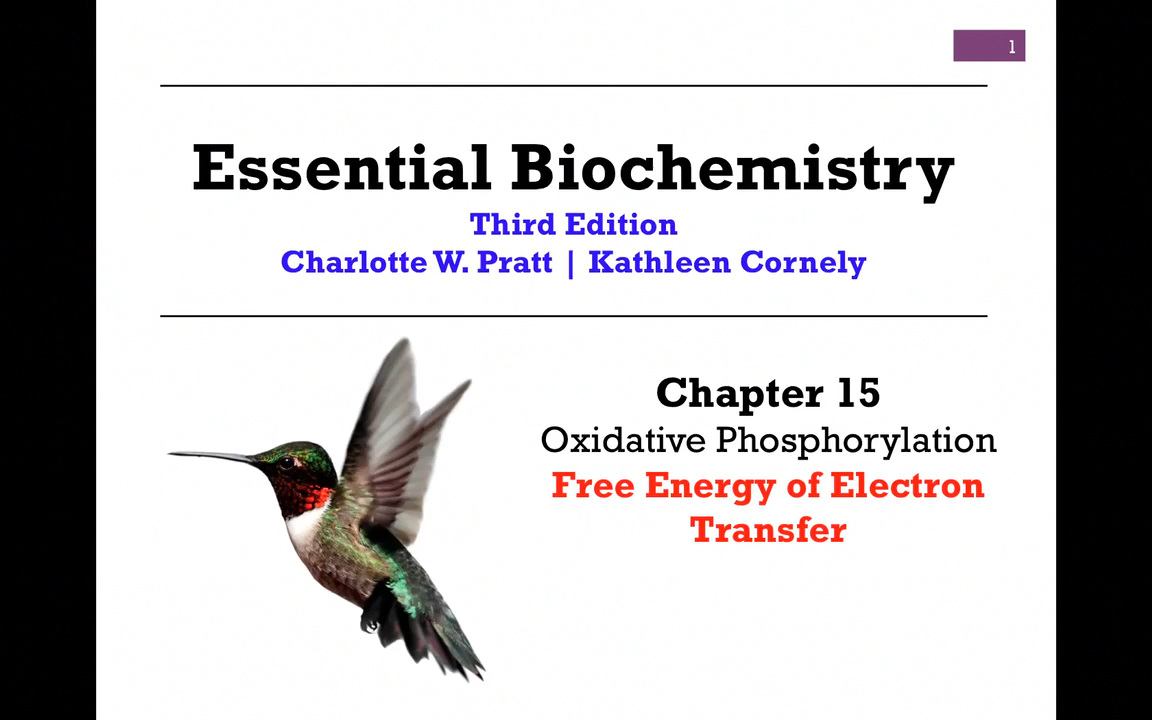 1
Essential Biochemistry
Third Edition
Charlotte W. Pratt | Kathleen Cornely
Chapter 15
Oxidative Phosphorylation
Free Energy of Electron
Transfer